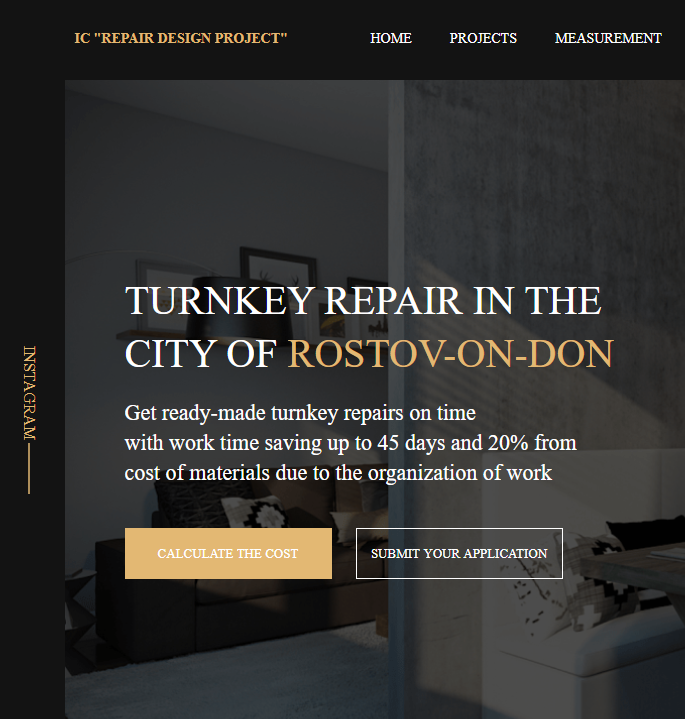 IC "REPAIR DESIGN PROJECT"
HOME
PROJECTS
MEASUREMENT
TURNKEY REPAIR IN THE
CITY OF ROSTOV-ON-DON
INSTAGRAM
Get ready-made turnkey repairs on time
with work time saving up to 45 days and 20% from
cost of materials due to the organization of work
CALCULATE THE COST
SUBMIT YOUR APPLICATION